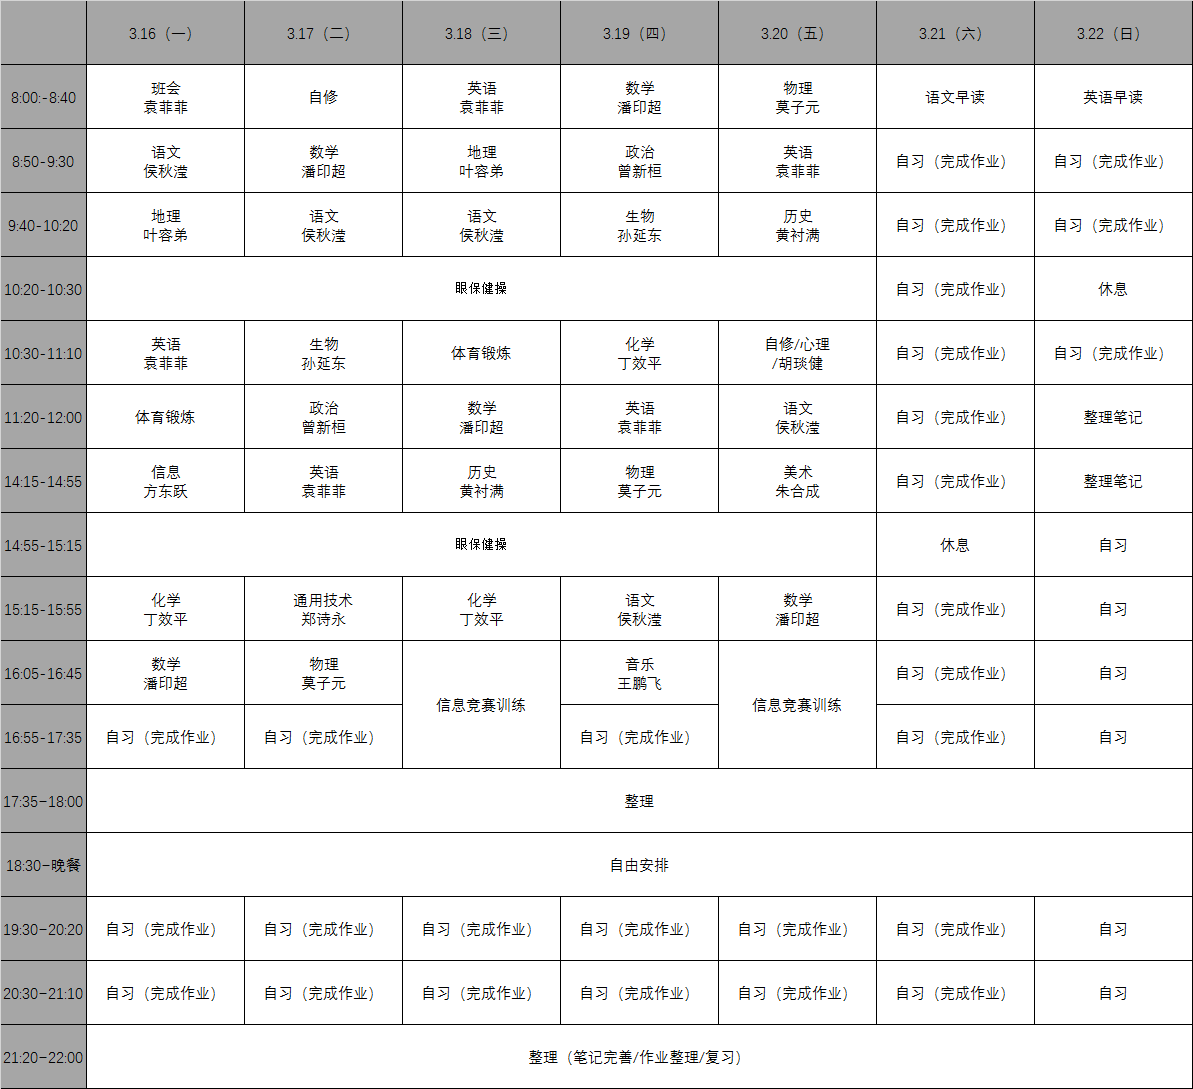 3.16（一） 3.17（二） 3.18（三） 3.19（四） 3.20（五） 3.21（六） 3.22（日）
8:00:-8:40 班会 自修 英语 数学 物理 语文早读 英语早读
袁菲菲 袁菲菲 潘印超 莫子元
8:50-9:30 语文 数学 地理 政治 英语 自习（完成作业） 自习（完成作业）
侯秋滢 潘印超 叶容弟 曾新桓 袁菲菲
9:40-10:20 地理 语文 语文 生物 历史 自习（完成作业） 自习（完成作业）
叶容弟 侯秋滢 侯秋滢 孙延东 黄衬满
10:20-10:30 眼保健操 自习（完成作业） 休息
10:30-11:10 英语 生物 体育锻炼 化学 自修/心理 自习（完成作业） 自习（完成作业）
袁菲菲 孙延东 丁效平 /胡琰健
11:20-12:00 体育锻炼 政治 数学 英语 语文 自习（完成作业） 整理笔记
曾新桓 潘印超 袁菲菲 侯秋滢
14:15-14:55 信息 英语 历史 物理 美术 自习（完成作业） 整理笔记
方东跃 袁菲菲 黄衬满 莫子元 朱合成
14:55-15:15 眼保健操 休息 自习
15:15-15:55 化学 通用技术 化学 语文 数学 自习（完成作业） 自习
丁效平 郑诗永 丁效平 侯秋滢 潘印超
16:05-16:45 数学 物理 信息竞赛训练 音乐 信息竞赛训练 自习（完成作业） 自习
潘印超 莫子元 王鹏飞
16:55-17:35 自习（完成作业） 自习（完成作业） 自习（完成作业） 自习（完成作业） 自习
17:35–18:00 整理
18:30–晚餐 自由安排
19:30–20:20 自习（完成作业） 自习（完成作业） 自习（完成作业） 自习（完成作业） 自习（完成作业） 自习（完成作业） 自习
20:30–21:10 自习（完成作业） 自习（完成作业） 自习（完成作业） 自习（完成作业） 自习（完成作业） 自习（完成作业） 自习
21:20–22:00 整理（笔记完善/作业整理/复习）